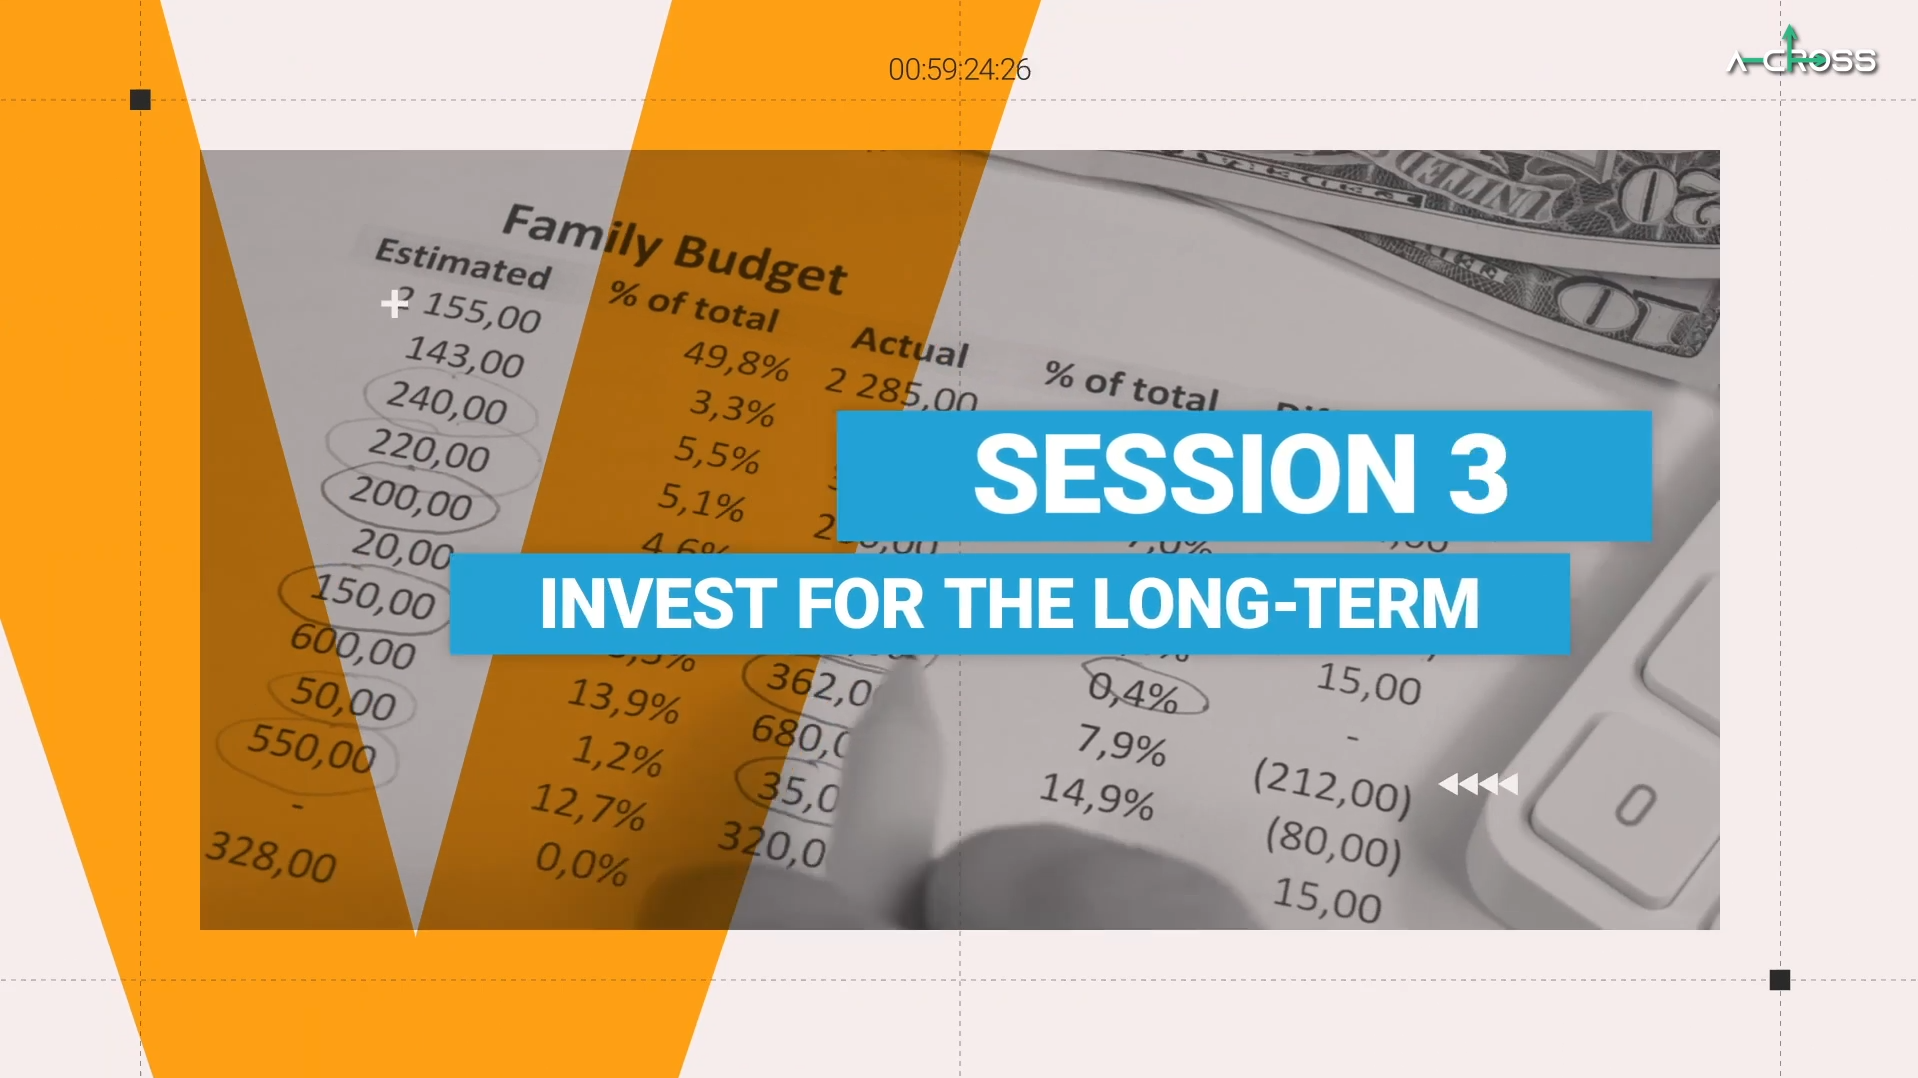 00:59:24:26
A-CROSS
Family Budget
Estimated % of total Actual % of total
155,00 49,8% 2 285,00
143,00 3,3%
240,00 5,5%
220,00 5,1%
200,00
20,00
150,00
600,00 13,9% 362,0 0,4% 15,00
50,00 1,2% 680,0 7,9% -
550,00 12,7% 35,0 14,9% (212,00)
- 0,0% 320,0 (80,00)
328,00 15,00
SESSION 3
INVEST FOR THE LONG-TERM
UNITED
20
10
0